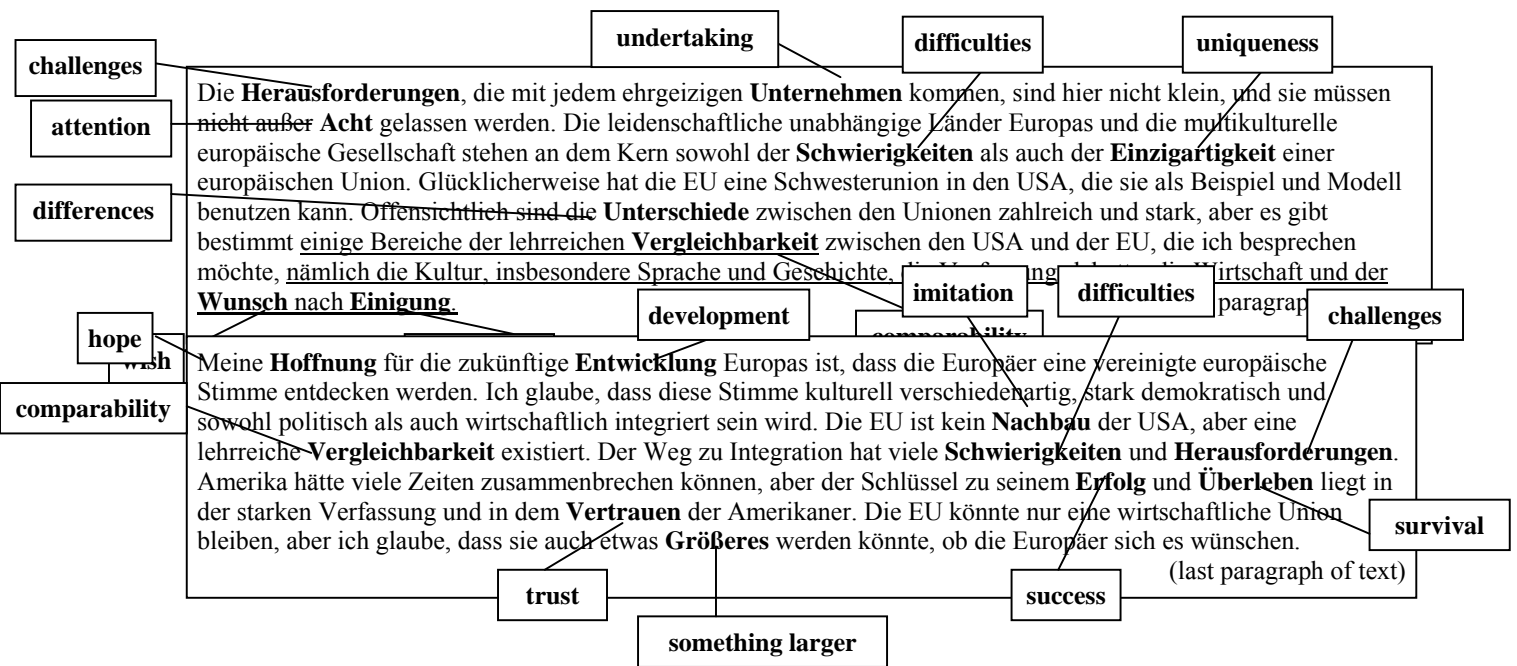 undertaking difficulties uniqueness
challenges
Die Herausforderungen, die mit jedem ehrgeizigen Unternehmen kommen, sind hier nicht klein, und sie müssen
attention
nicht außer Acht gelassen werden. Die leidenschaftliche unabhängige Länder Europas und die multikulturelle
europäische Gesellschaft stehen an dem Kern sowohl der Schwierigkeiten als auch der Einzigartigkeit einer
europäischen Union. Glücklicherweise hat die EU eine Schwesterunion in den USA, die sie als Beispiel und Modell
differences
benutzen kann. Offensichtlich sind die Unterschiede zwischen den Unionen zahlreich und stark, aber es gibt
bestimmt einige Bereiche der lehrreichen Vergleichbarkeit zwischen den USA und der EU, die ich besprechen
möchte, nämlich die Kultur, insbesondere Sprache und Geschichte, die Wirtschaft und der
imitation difficulties
Wunsch nach Einigung.
development challenges
hope
wish
comparability
Meine Hoffnung für die zukünftige Entwicklung Europas ist, dass die Europäer eine vereinigte europäische
Stimme entdecken werden. Ich glaube, dass diese Stimme kulturell verschiedenartig, stark demokratisch und
comparability
sowohl politisch als auch wirtschaftlich integriert sein wird. Die EU ist kein Nachbau der USA, aber eine
lehrreiche Vergleichbarkeit existiert. Der Weg zu Integration hat viele Schwierigkeiten und Herausforderungen.
Amerika hätte viele Zeiten zusammenbrechen können, aber der Schlüssel zu seinem Erfolg und Überleben liegt in
der starken Verfassung und in dem Vertrauen der Amerikaner. Die EU könnte nur eine wirtschaftliche Union
survival
bleiben, aber ich glaube, dass sie auch etwas Größeres werden könnte, ob die Europäer sich es wünschen.
(last paragraph of text)
trust success
something larger